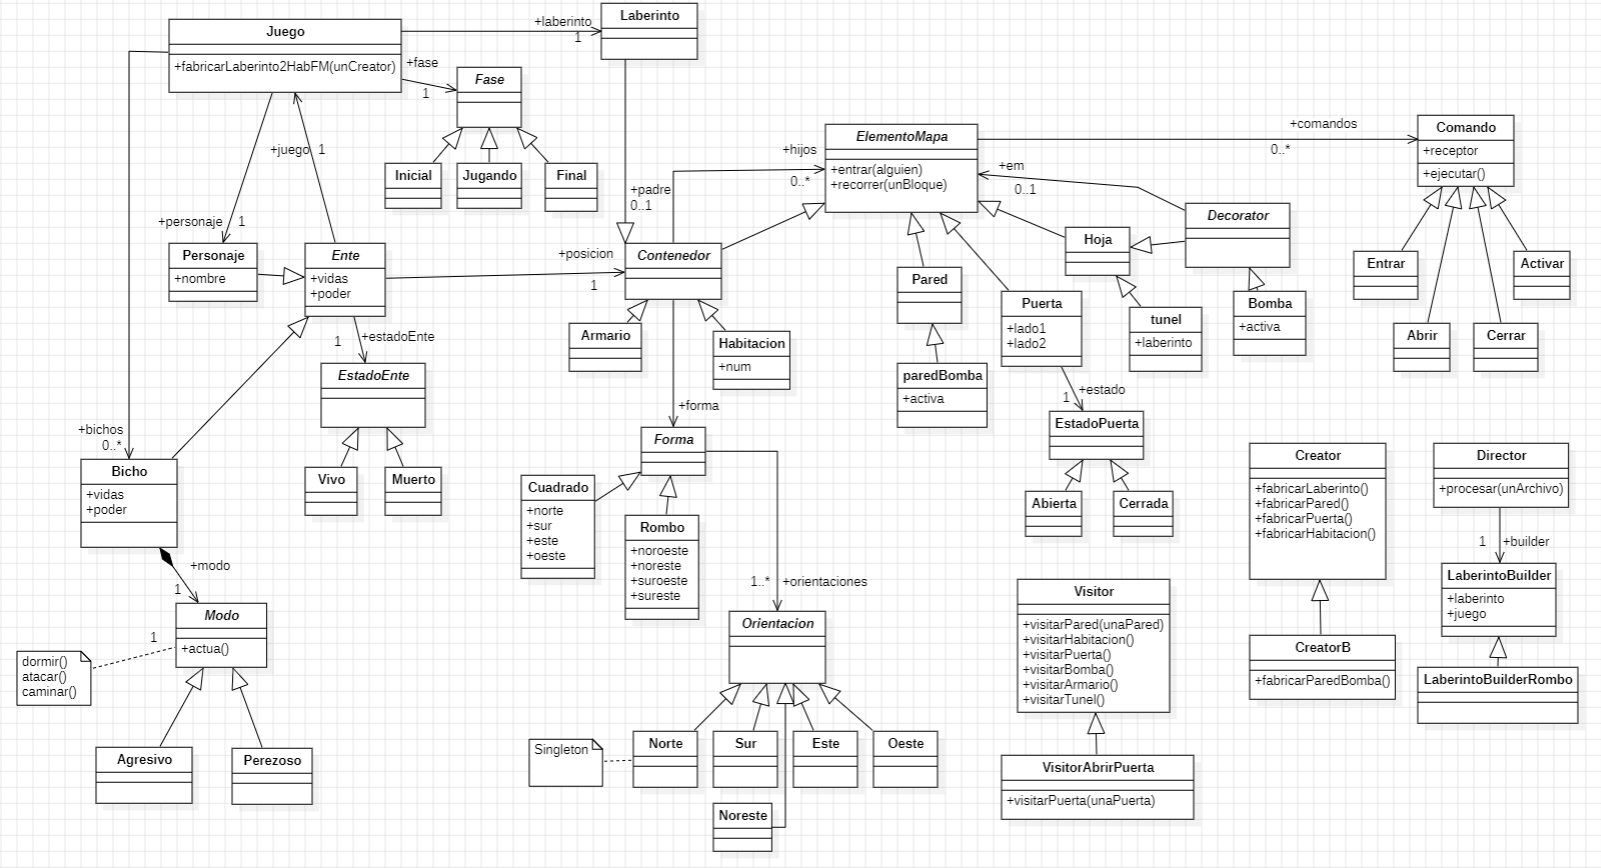 Juego
+fabricarLaberinto2HabFM(unCreator)
+laberinto
1
Laberinto
+fase
1
Fase
Inicial
Jugando
Final
+juego
1
+personaje
1
Personaje
+nombre
Ente
+vidas
+poder
+posicion
1
+padre
0..1
+hijos
0..*
Contenedor
Armario
Habitacion
+num
ElementoMapa
+entrar(alguien)
+recorrer(unBloque)
+comandos
0..*
+em
0..1
Comando
+receptor
+ejecutar()
Entrar
Activar
Abrir
Cerrar
Decorator
Hoja
Pared
Puerta
+lado1
+lado2
tunel
+laberinto
Bomba
+activa
paredBomba
+activa
1
+estado
EstadoPuerta
Abierta
Cerrada
1
+estadoEnte
EstadoEnte
Vivo
Muerto
+bichos
0..*
Bicho
+vidas
+poder
+modo
1
Modo
+actua()
1
dormir()
atacar()
caminar()
Agresivo
Perezoso
+forma
Forma
Cuadrado
+norte
+sur
+este
+oeste
Rombo
+noroeste
+noreste
+suroeste
+sureste
1..*
+orientaciones
Orientacion
Singleton
Norte
Sur
Este
Oeste
Noreste
Visitor
+visitarPared(unaPared)
+visitarHabitacion()
+visitarPuerta()
+visitarBomba()
+visitarArmario()
+visitarTunel()
VisitorAbrirPuerta
+visitarPuerta(unaPuerta)
Creator
+fabricarLaberinto()
+fabricarPared()
+fabricarPuerta()
+fabricarHabitacion()
CreatorB
+fabricarParedBomba()
Director
+procesar(unArchivo)
1
+builder
LaberintoBuilder
+laberinto
+juego
LaberintoBuilderRombo